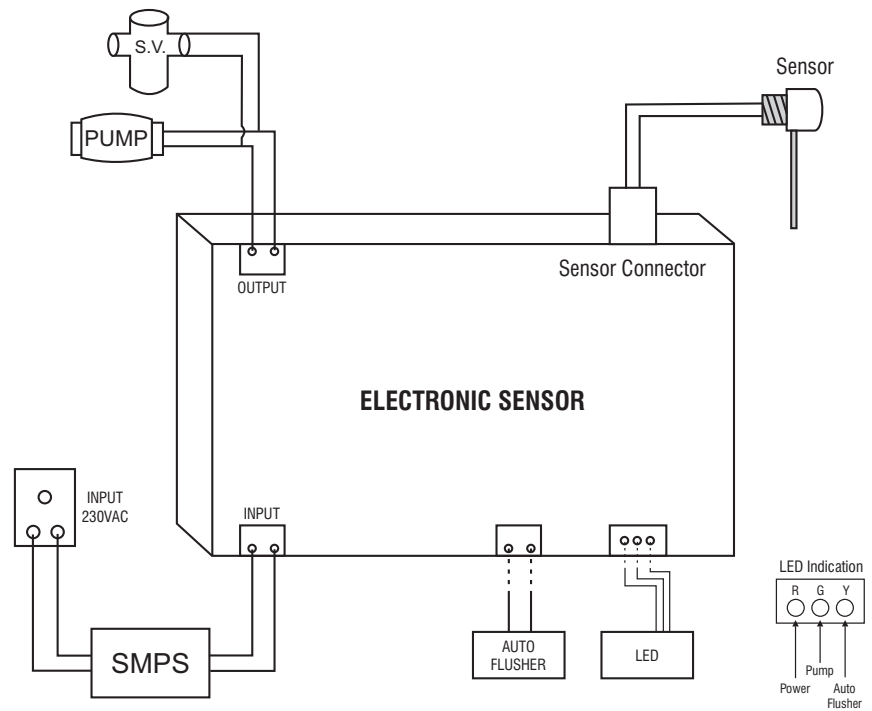 S.V.
Sensor
PUMP
Sensor Connector
OUTPUT
ELECTRONIC SENSOR
INPUT
230VAC
INPUT
LED Indication
R G Y
AUTO
FLUSHER
LED
SMPS
Pump
Power
Auto
Flusher